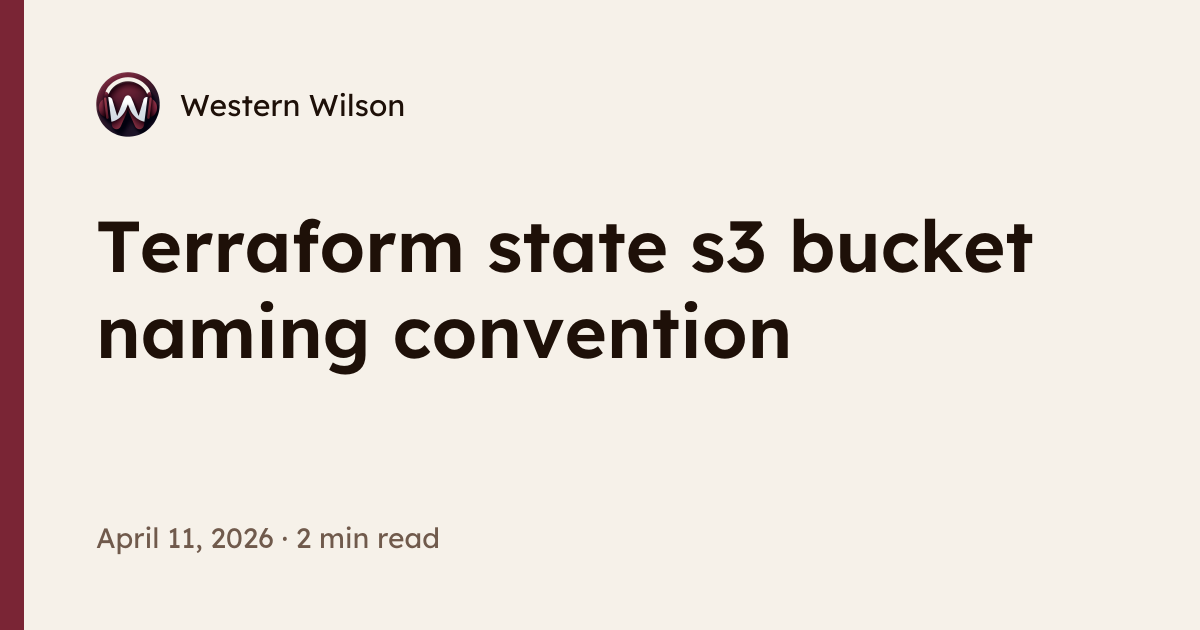 Western Wilson
Terraform state s3 bucket
naming convention
April 11, 2026 · 2 min read